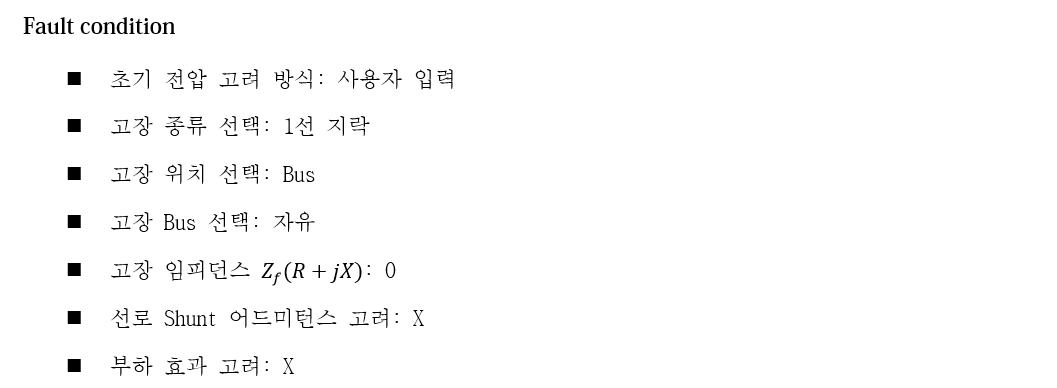 Fault condition
■ 초기 전압 고려 방식: 사용자 입력
■ 고장 종류 선택: 1선 지락
■ 고장 위치 선택: Bus
■ 고장 Bus 선택: 자유
■ 고장 임피던스 Z_f(R + jX): 0
■ 선로 Shunt 어드미턴스 고려: X
■ 부하 효과 고려: X